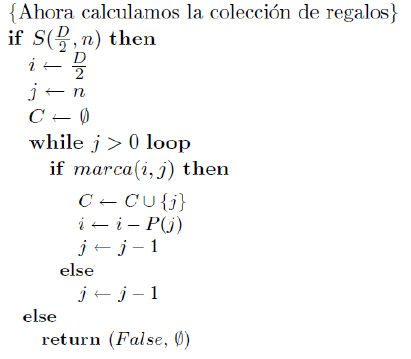 {Ahora calculamos la colección de regalos}
if S(D/2, n) then
i ← D/2
j ← n
C ← ∅
while j > 0 loop
if marca(i, j) then
C ← C ∪ {j}
i ← i − P(j)
j ← j − 1
else
j ← j − 1
else
return (False, ∅)